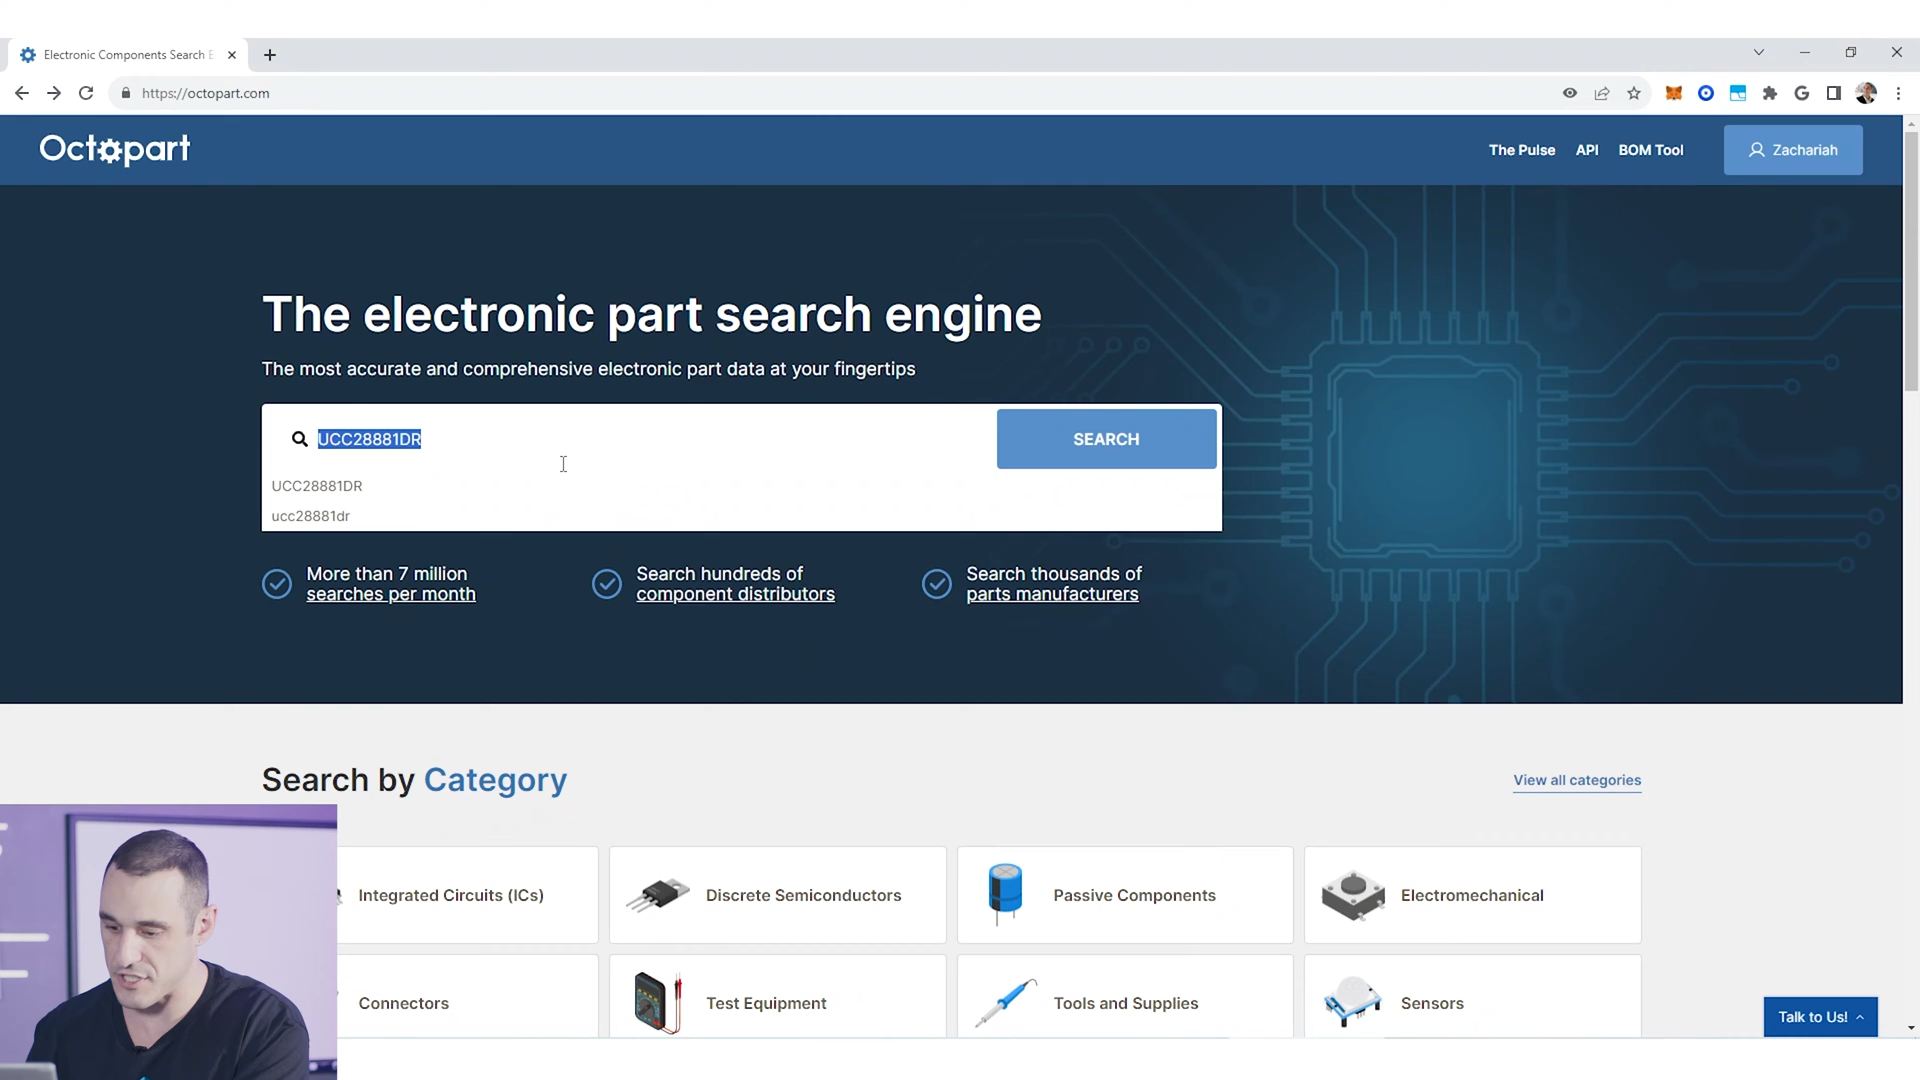 Electronic Components Search E
https://octopart.com
Octopart
The Pulse
API
BOM Tool
Zachariah
The electronic part search engine
The most accurate and comprehensive electronic part data at your fingertips
UCC28881DR
SEARCH
UCC28881DR
ucc28881dr
More than 7 million
searches per month
Search hundreds of
component distributors
Search thousands of
parts manufacturers
Search by Category
View all categories
Integrated Circuits (ICs)
Discrete Semiconductors
Passive Components
Electromechanical
Connectors
Test Equipment
Tools and Supplies
Sensors
Talk to Us!